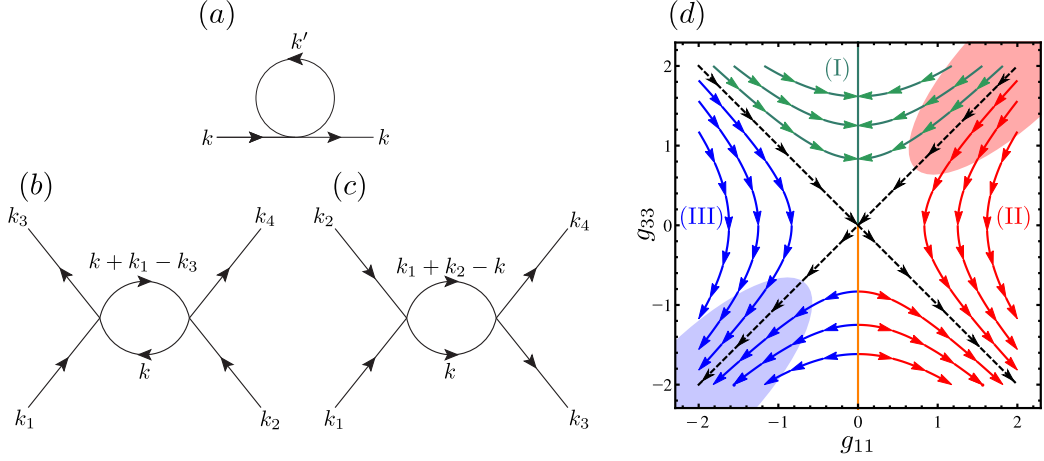 (a)
k'
k
k
(b)
k₃
k₄
k + k₁ − k₃
k
k₁
k₂
(c)
k₂
k₄
k₁ + k₂ − k
k
k₁
k₃
(d)
(I)
(III)
(II)
2
1
0
−1
−2
g₃₃
−2
−1
0
1
2
g₁₁